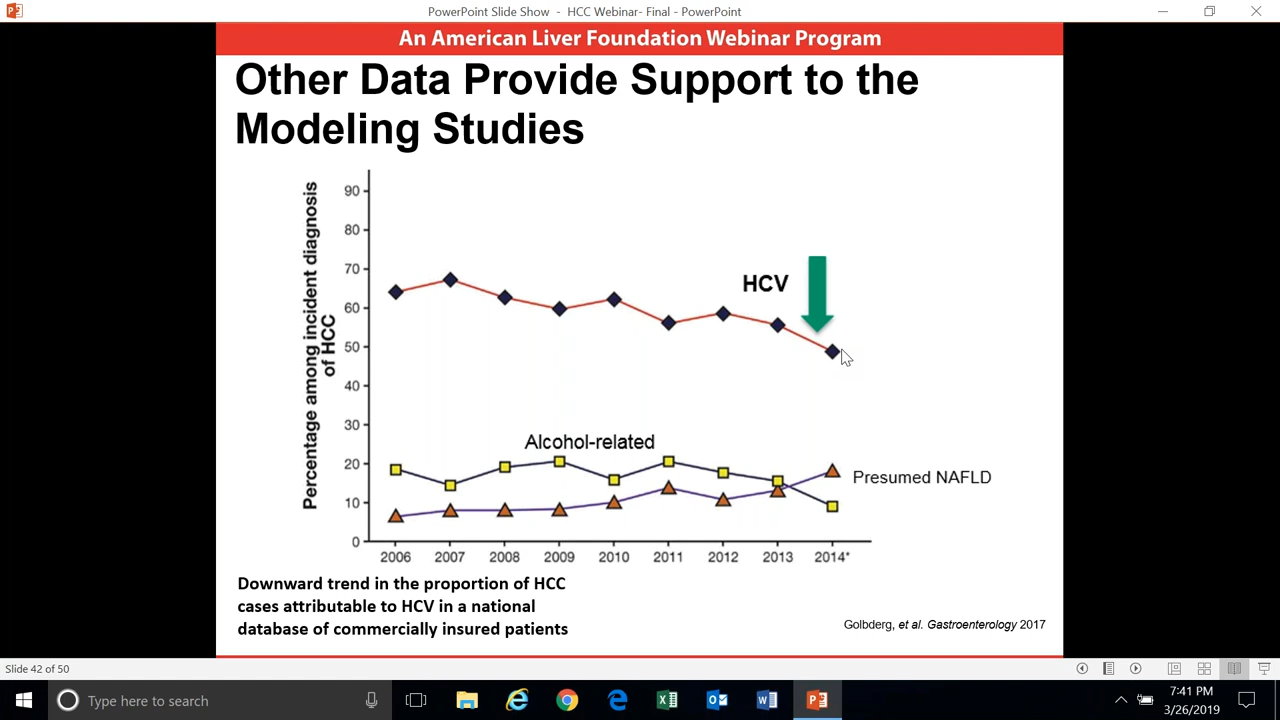 PowerPoint Slide Show - HCC Webinar- Final - PowerPoint
An American Liver Foundation Webinar Program
Other Data Provide Support to the
Modeling Studies
Percentage among incident diagnosis
of HCC
90
80
70
60
50
40
30
20
10
0
HCV
Alcohol-related
Presumed NAFLD
2006 2007 2008 2009 2010 2011 2012 2013 2014*
Downward trend in the proportion of HCC
cases attributable to HCV in a national
database of commercially insured patients
Golbderg, et al. Gastroenterology 2017
Slide 42 of 50
Type here to search
7:41 PM
3/26/2019